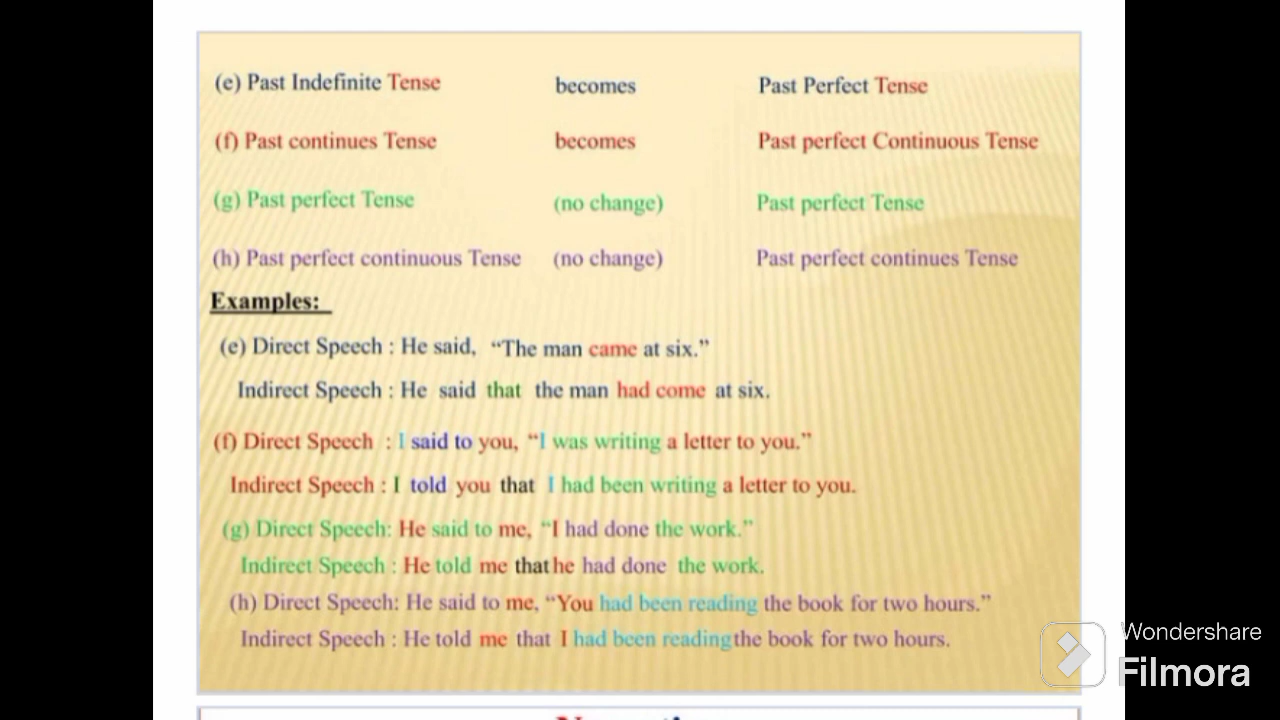 (e) Past Indefinite Tense becomes Past Perfect Tense
(f) Past continues Tense becomes Past perfect Continuous Tense
(g) Past perfect Tense (no change) Past perfect Tense
(h) Past perfect continuous Tense (no change) Past perfect continues Tense
Examples:
(e) Direct Speech : He said, “The man came at six.”
Indirect Speech : He said that the man had come at six.
(f) Direct Speech : I said to you, “I was writing a letter to you.”
Indirect Speech : I told you that I had been writing a letter to you.
(g) Direct Speech: He said to me, “I had done the work.”
Indirect Speech : He told me that he had done the work.
(h) Direct Speech: He said to me, “You had been reading the book for two hours.”
Indirect Speech : He told me that I had been reading the book for two hours.
Wondershare
Filmora